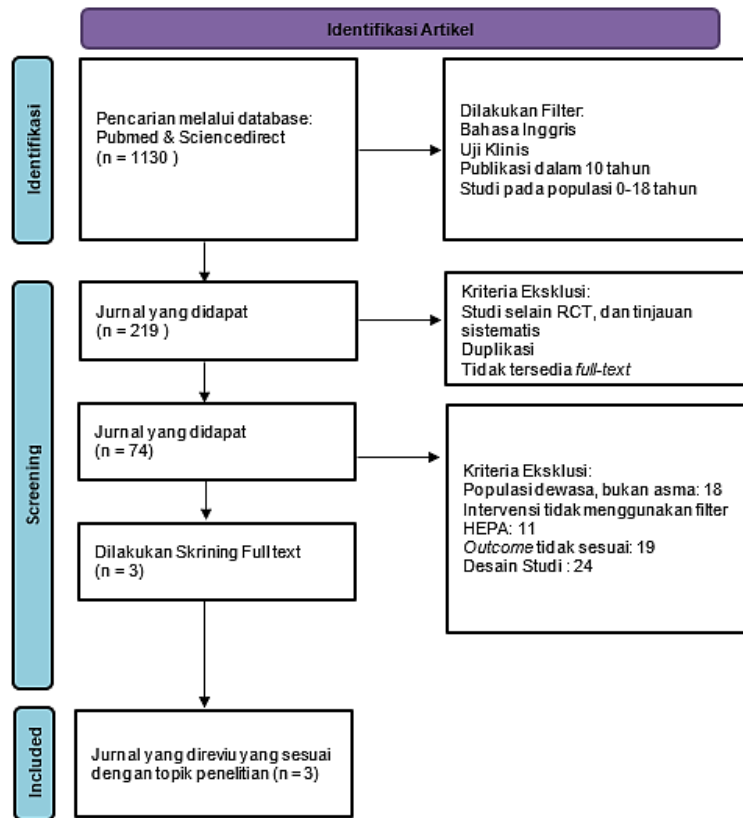 Identifikasi Artikel
Identifikasi
Pencarian melalui database:
Pubmed & Sciencedirect
(n = 1130 )
Dilakukan Filter:
Bahasa Inggris
Uji Klinis
Publikasi dalam 10 tahun
Studi pada populasi 0-18 tahun
Screening
Jurnal yang didapat
(n = 219 )
Kriteria Eksklusi:
Studi selain RCT, dan tinjauan
sistematis
Duplikasi
Tidak tersedia full-text
Jurnal yang didapat
(n = 74)
Kriteria Eksklusi:
Populasi dewasa, bukan asma: 18
Intervensi tidak menggunakan filter
HEPA: 11
Outcome tidak sesuai: 19
Desain Studi : 24
Dilakukan Skrining Fulltext
(n = 3)
Included
Jurnal yang direviu yang sesuai
dengan topik penelitian (n = 3)